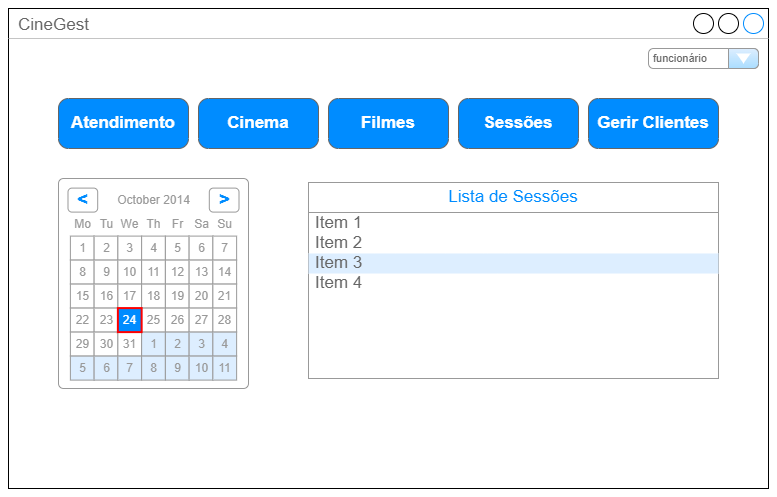 CineGest
funcionário
Atendimento Cinema Filmes Sessões Gerir Clientes
< October 2014 >
Mo Tu We Th Fr Sa Su
1 2 3 4 5 6 7
8 9 10 11 12 13 14
15 16 17 18 19 20 21
22 23 24 25 26 27 28
29 30 31 1 2 3 4
5 6 7 8 9 10 11
Lista de Sessões
Item 1
Item 2
Item 3
Item 4